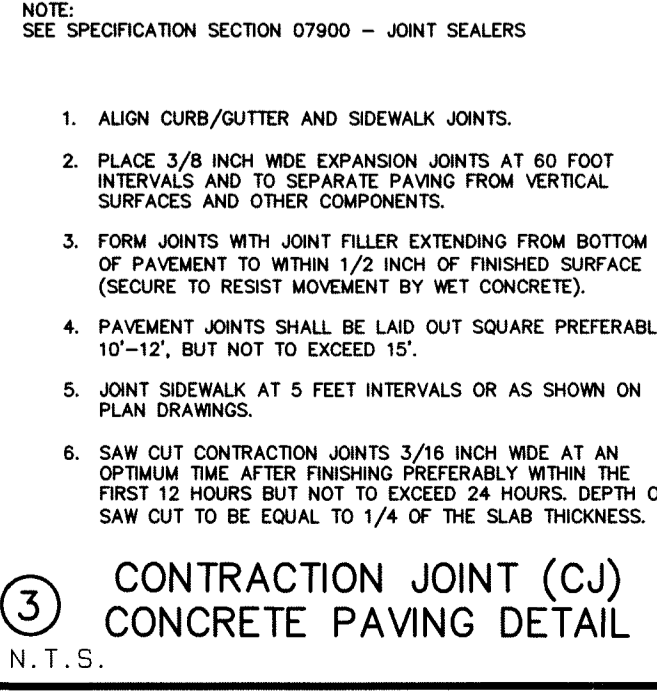 NOTE:
SEE SPECIFICATION SECTION 07900 – JOINT SEALERS
1. ALIGN CURB/GUTTER AND SIDEWALK JOINTS.
2. PLACE 3/8 INCH WIDE EXPANSION JOINTS AT 60 FOOT
INTERVALS AND TO SEPARATE PAVING FROM VERTICAL
SURFACES AND OTHER COMPONENTS.
3. FORM JOINTS WITH JOINT FILLER EXTENDING FROM BOTTOM
OF PAVEMENT TO WITHIN 1/2 INCH OF FINISHED SURFACE
(SECURE TO RESIST MOVEMENT BY WET CONCRETE).
4. PAVEMENT JOINTS SHALL BE LAID OUT SQUARE PREFERABL
10'–12', BUT NOT TO EXCEED 15'.
5. JOINT SIDEWALK AT 5 FEET INTERVALS OR AS SHOWN ON
PLAN DRAWINGS.
6. SAW CUT CONTRACTION JOINTS 3/16 INCH WIDE AT AN
OPTIMUM TIME AFTER FINISHING PREFERABLY WITHIN THE
FIRST 12 HOURS BUT NOT TO EXCEED 24 HOURS. DEPTH O
SAW CUT TO BE EQUAL TO 1/4 OF THE SLAB THICKNESS.
3 CONTRACTION JOINT (CJ)
CONCRETE PAVING DETAIL
N.T.S.